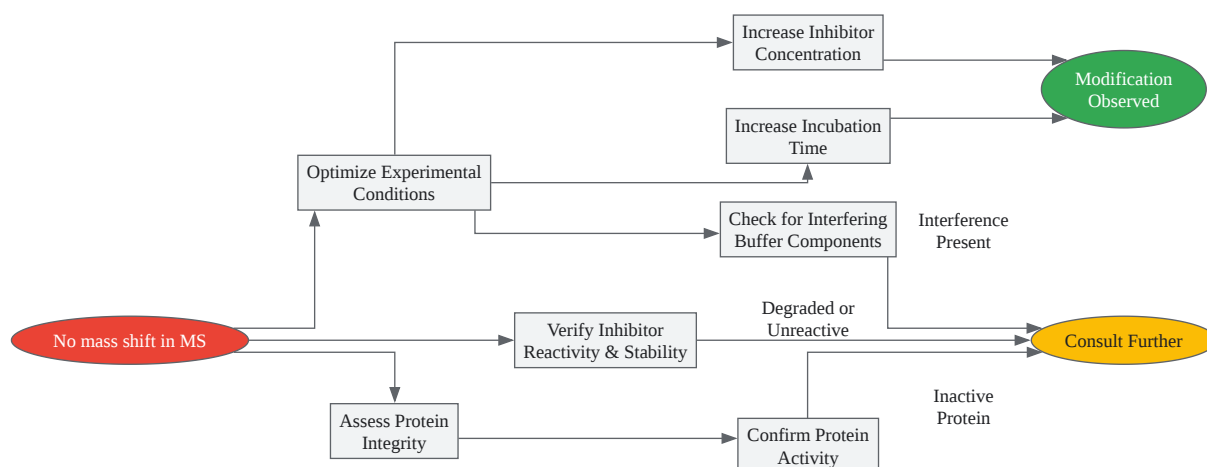 Increase Inhibitor
Concentration
Modification
Observed
Increase Incubation
Time
Optimize Experimental
Conditions
Check for Interfering
Buffer Components
Interference
Present
No mass shift in MS
Verify Inhibitor
Reactivity & Stability
Degraded or
Unreactive
Consult Further
Assess Protein
Integrity
Confirm Protein
Activity
Inactive
Protein